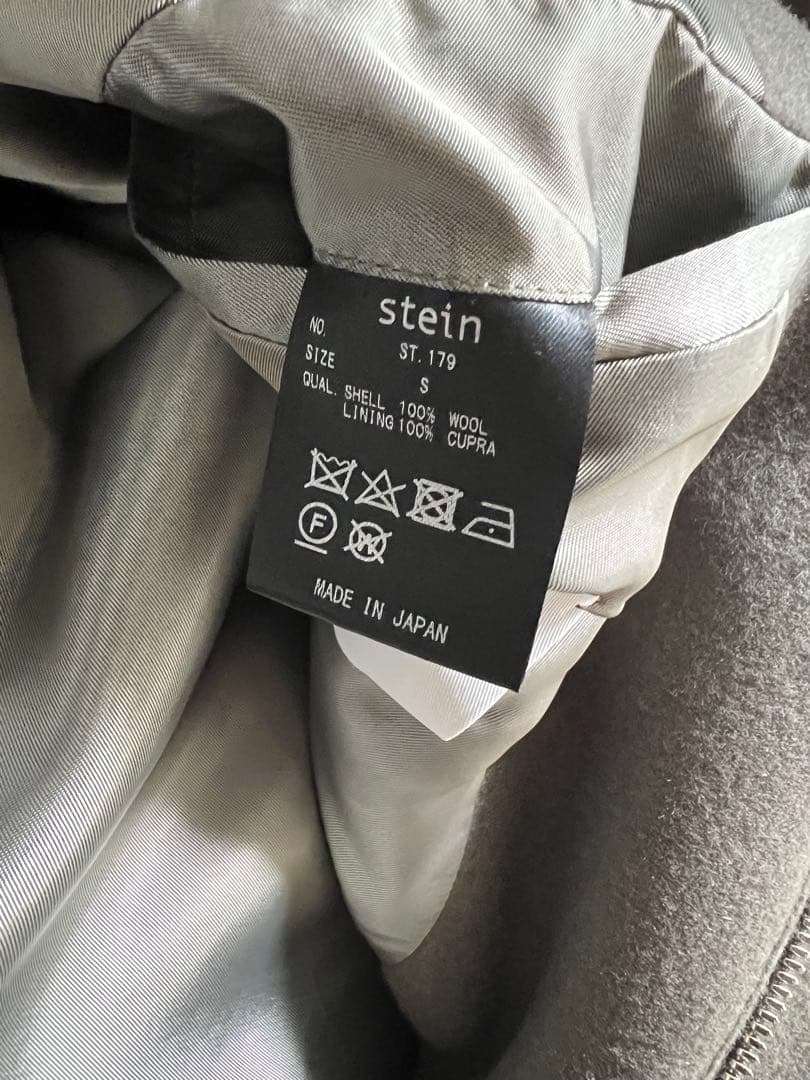 stein
NO. ST.179
SIZE S
QUAL. SHELL 100% WOOL
LINING 100% CUPRA
F W
MADE IN JAPAN